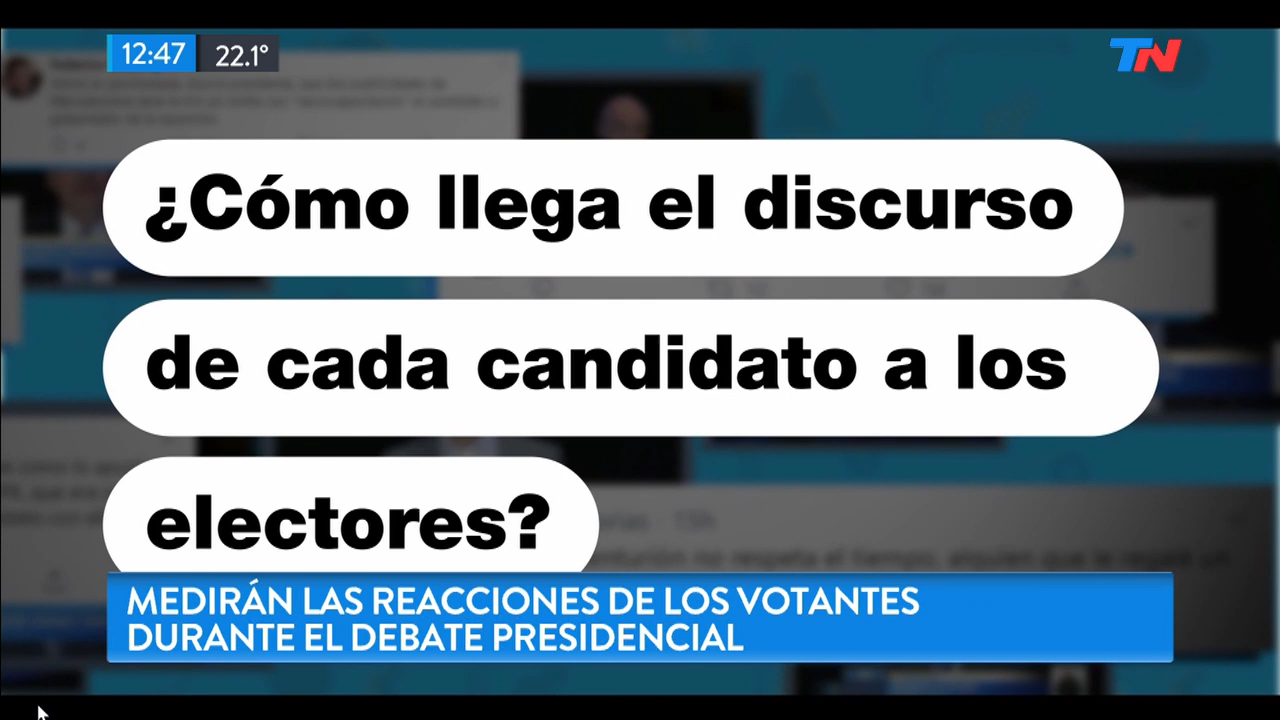 12:47 22.1°
TN
¿Cómo llega el discurso
de cada candidato a los
electores?
MEDIRÁN LAS REACCIONES DE LOS VOTANTES
DURANTE EL DEBATE PRESIDENCIAL